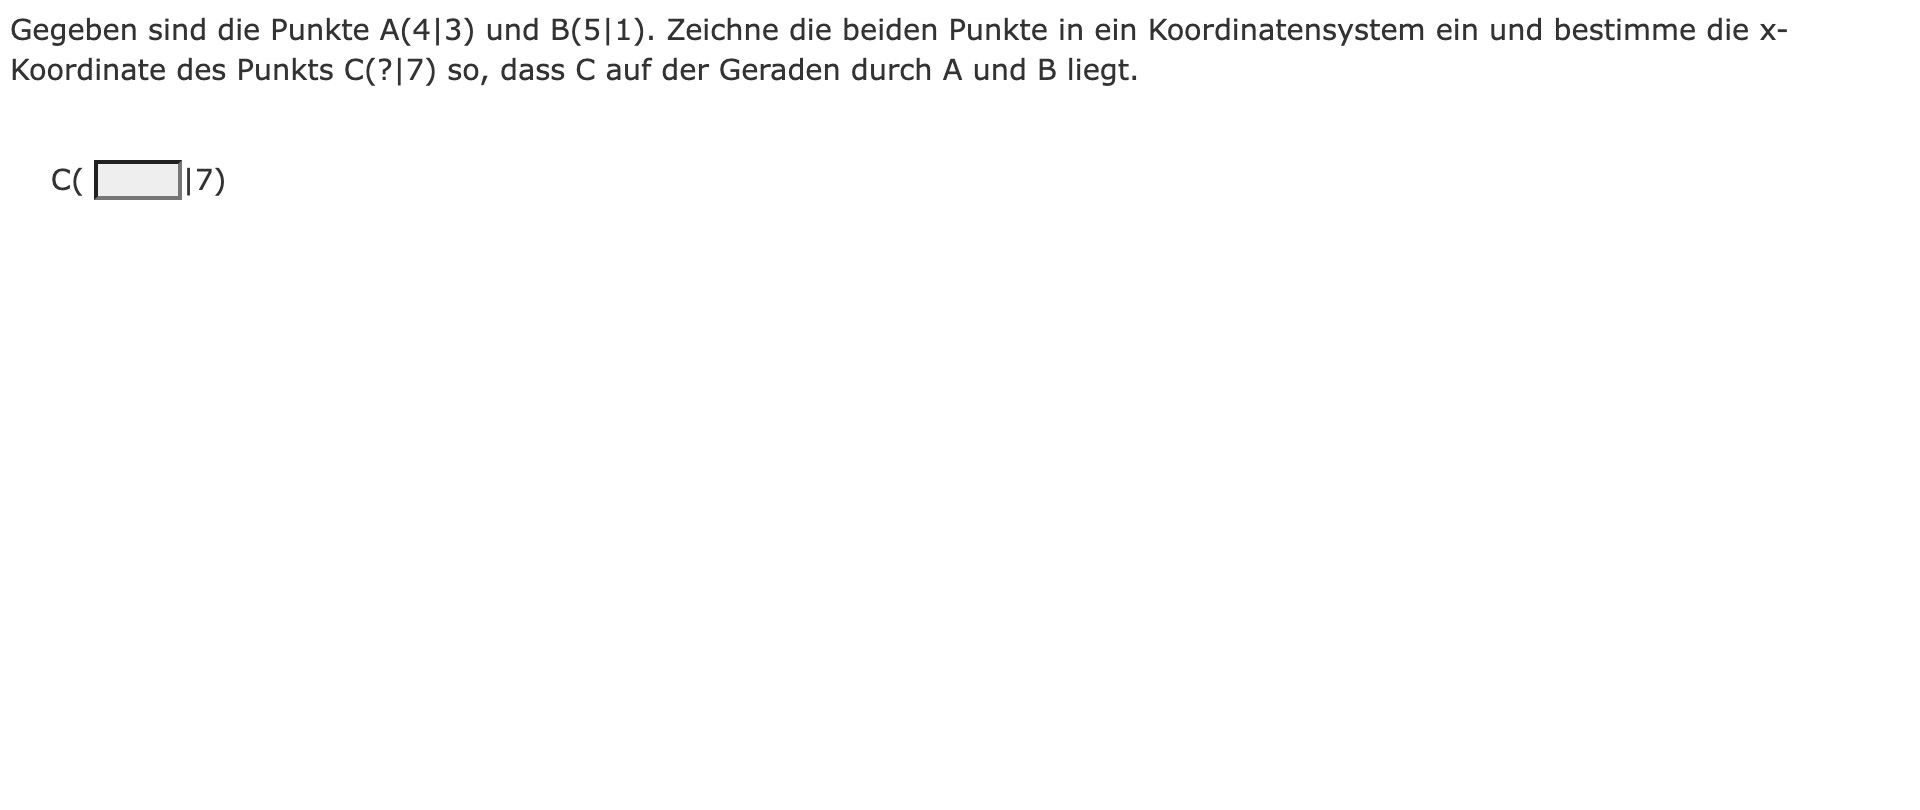 Gegeben sind die Punkte A(4|3) und B(5|1). Zeichne die beiden Punkte in ein Koordinatensystem ein und bestimme die x-
Koordinate des Punkts C(?|7) so, dass C auf der Geraden durch A und B liegt.
C( |7)